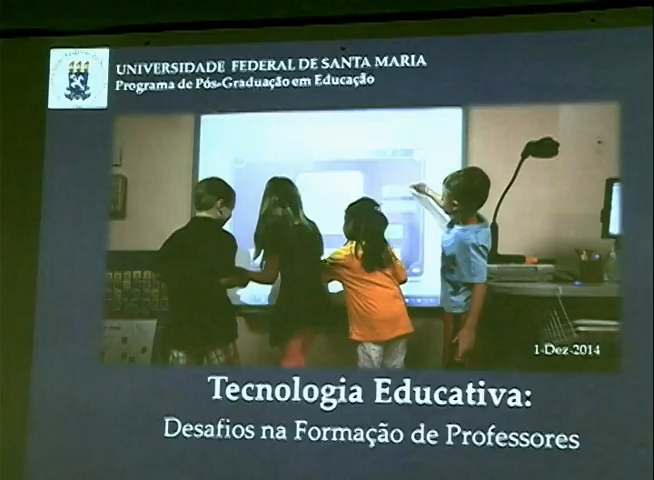 UNIVERSIDADE FEDERAL DE SANTA MARIA
Programa de Pós-Graduação em Educação
1-Dez-2014
Tecnologia Educativa:
Desafios na Formação de Professores